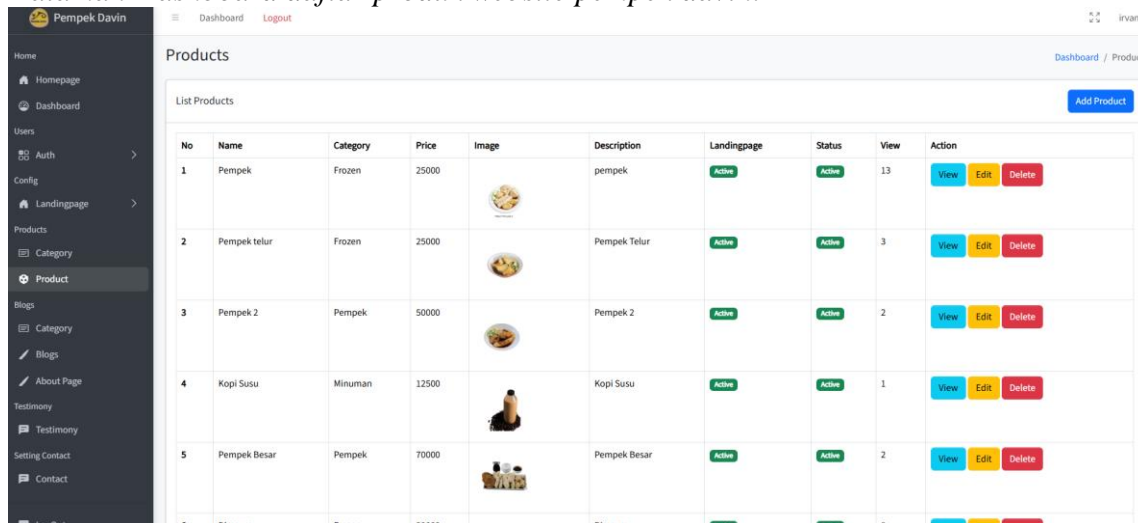 Pempek Davin
Dashboard Logout
irvan
Home
Homepage
Dashboard
Users
Auth
Config
Landingpage
Products
Category
Product
Blogs
Category
Blogs
About Page
Testimony
Testimony
Setting Contact
Contact
Products
Dashboard / Produ
List Products
Add Product
No Name Category Price Image Description Landingpage Status View Action
1 Pempek Frozen 25000 pempek Active Active 13 View Edit Delete
2 Pempek telur Frozen 25000 Pempek Telur Active Active 3 View Edit Delete
3 Pempek 2 Pempek 50000 Pempek 2 Active Active 2 View Edit Delete
4 Kopi Susu Minuman 12500 Kopi Susu Active Active 1 View Edit Delete
5 Pempek Besar Pempek 70000 Pempek Besar Active Active 2 View Edit Delete